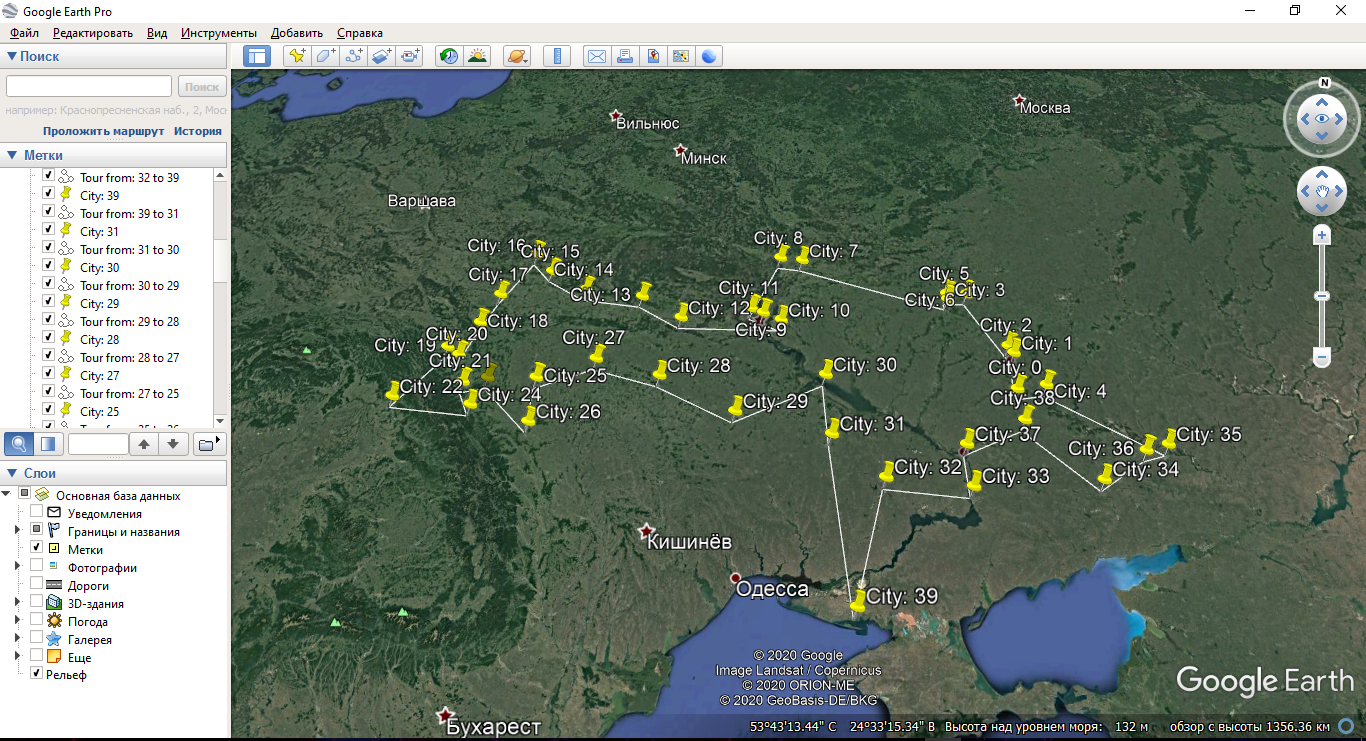 Google Earth Pro
Файл Редактировать Вид Инструменты Добавить Справка
Поиск
Поиск
например: Краснопресненская наб., 2, Мос
Проложить маршрут История
Метки
Tour from: 32 to 39
City: 39
Tour from: 39 to 31
City: 31
Tour from: 31 to 30
City: 30
Tour from: 30 to 29
City: 29
Tour from: 29 to 28
City: 28
Tour from: 28 to 27
City: 27
Tour from: 27 to 25
City: 25
Слои
Основная база данных
Уведомления
Границы и названия
Метки
Фотографии
Дороги
3D-здания
Погода
Галерея
Еще
Рельеф
N
Москва
Вильнюс
Минск
Варшава
City: 8
City: 16
City: 15
City: 7
City: 14
City: 17
City: 5
City: 11
City: 3
City: 13
City: 6
City: 12
City: 10
City: 18
City: 2
City: 9
City: 20
City: 27
City: 1
City: 19
City: 21
City: 28
City: 30
City: 0
City: 25
City: 22
City: 4
City: 24
City: 38
City: 29
City: 26
City: 31
City: 37
City: 35
City: 36
City: 32
City: 34
City: 33
Кишинёв
Одесса
City: 39
© 2020 Google
Image Landsat / Copernicus
© 2020 ORION-ME
© 2020 GeoBasis-DE/BKG
Google Earth
Бухарест
53°43'13.44" С 24°33'15.34" В Высота над уровнем моря: 132 м обзор с высоты 1356.36 км